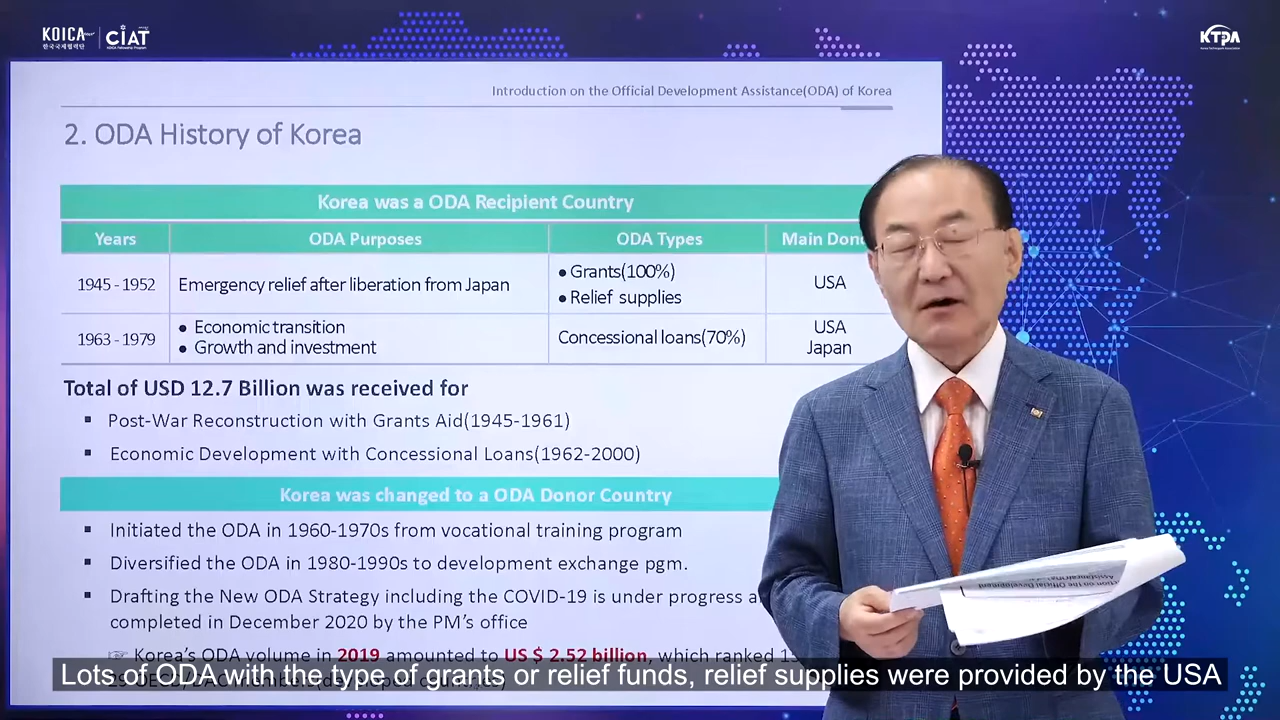 KOICA
한국국제협력단
CIAT
KOICA Fellowship Program
KTPA
Korea Technopark Association
Introduction on the Official Development Assistance(ODA) of Korea
2. ODA History of Korea
Korea was a ODA Recipient Country
Years ODA Purposes ODA Types Main Dono
1945 - 1952 Emergency relief after liberation from Japan ● Grants(100%) USA
● Relief supplies
1963 - 1979 ● Economic transition Concessional loans(70%) USA
● Growth and investment Japan
Total of USD 12.7 Billion was received for
▪ Post-War Reconstruction with Grants Aid(1945-1961)
▪ Economic Development with Concessional Loans(1962-2000)
Korea was changed to a ODA Donor Country
▪ Initiated the ODA in 1960-1970s from vocational training program
▪ Diversified the ODA in 1980-1990s to development exchange pgm.
▪ Drafting the New ODA Strategy including the COVID-19 is under progress a
completed in December 2020 by the PM's office
☞ Korea's ODA volume in 2019 amounted to US $ 2.52 billion, which ranked 15
Lots of ODA with the type of grants or relief funds, relief supplies were provided by the USA